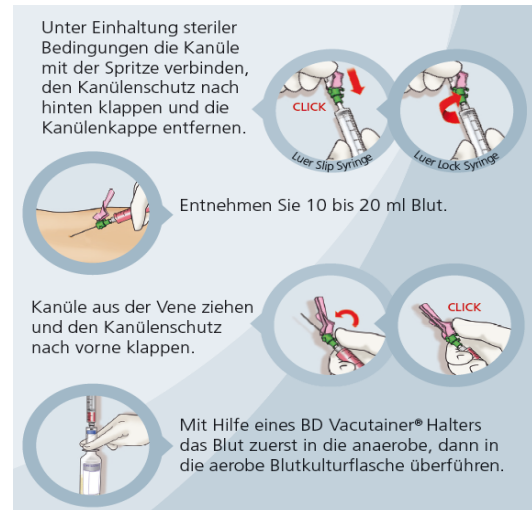 Unter Einhaltung steriler
Bedingungen die Kanüle
mit der Spritze verbinden,
den Kanülenschutz nach
hinten klappen und die
Kanülenkappe entfernen.
CLICK
Luer Slip Syringe
Luer Lock Syringe
Entnehmen Sie 10 bis 20 ml Blut.
Kanüle aus der Vene ziehen
und den Kanülenschutz
nach vorne klappen.
CLICK
Mit Hilfe eines BD Vacutainer® Halters
das Blut zuerst in die anaerobe, dann in
die aerobe Blutkulturflasche überführen.